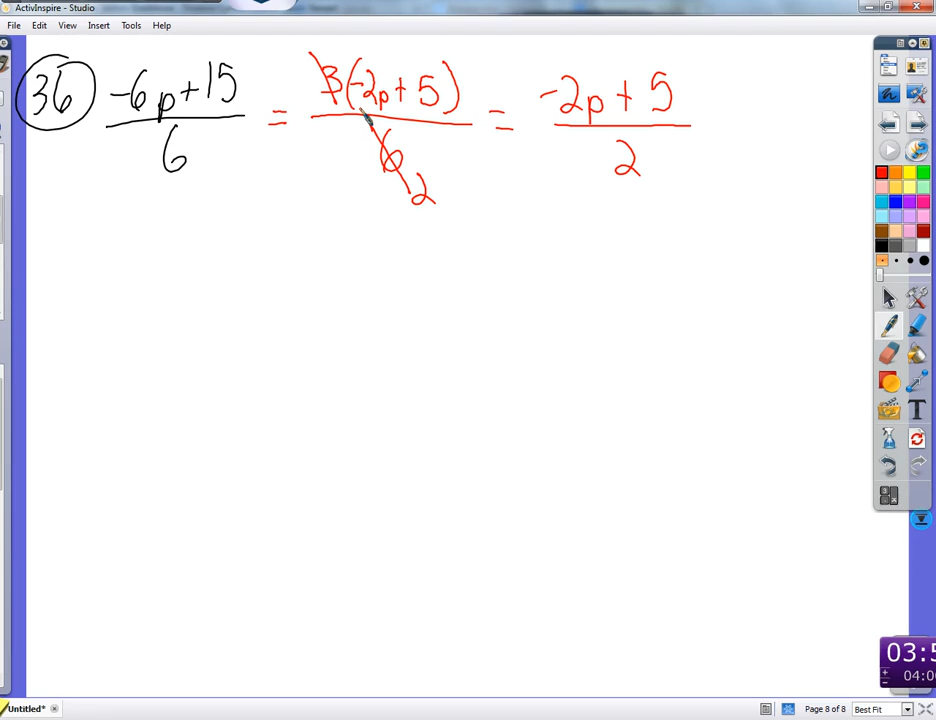 ActivInspire - Studio
File Edit View Insert Tools
36 -6p+15 / 6 = 3(-2p+5) / 6 2 = -2p+5 / 2
03:5
04:00
Untitled*
Page 8 of 8
Best Fit